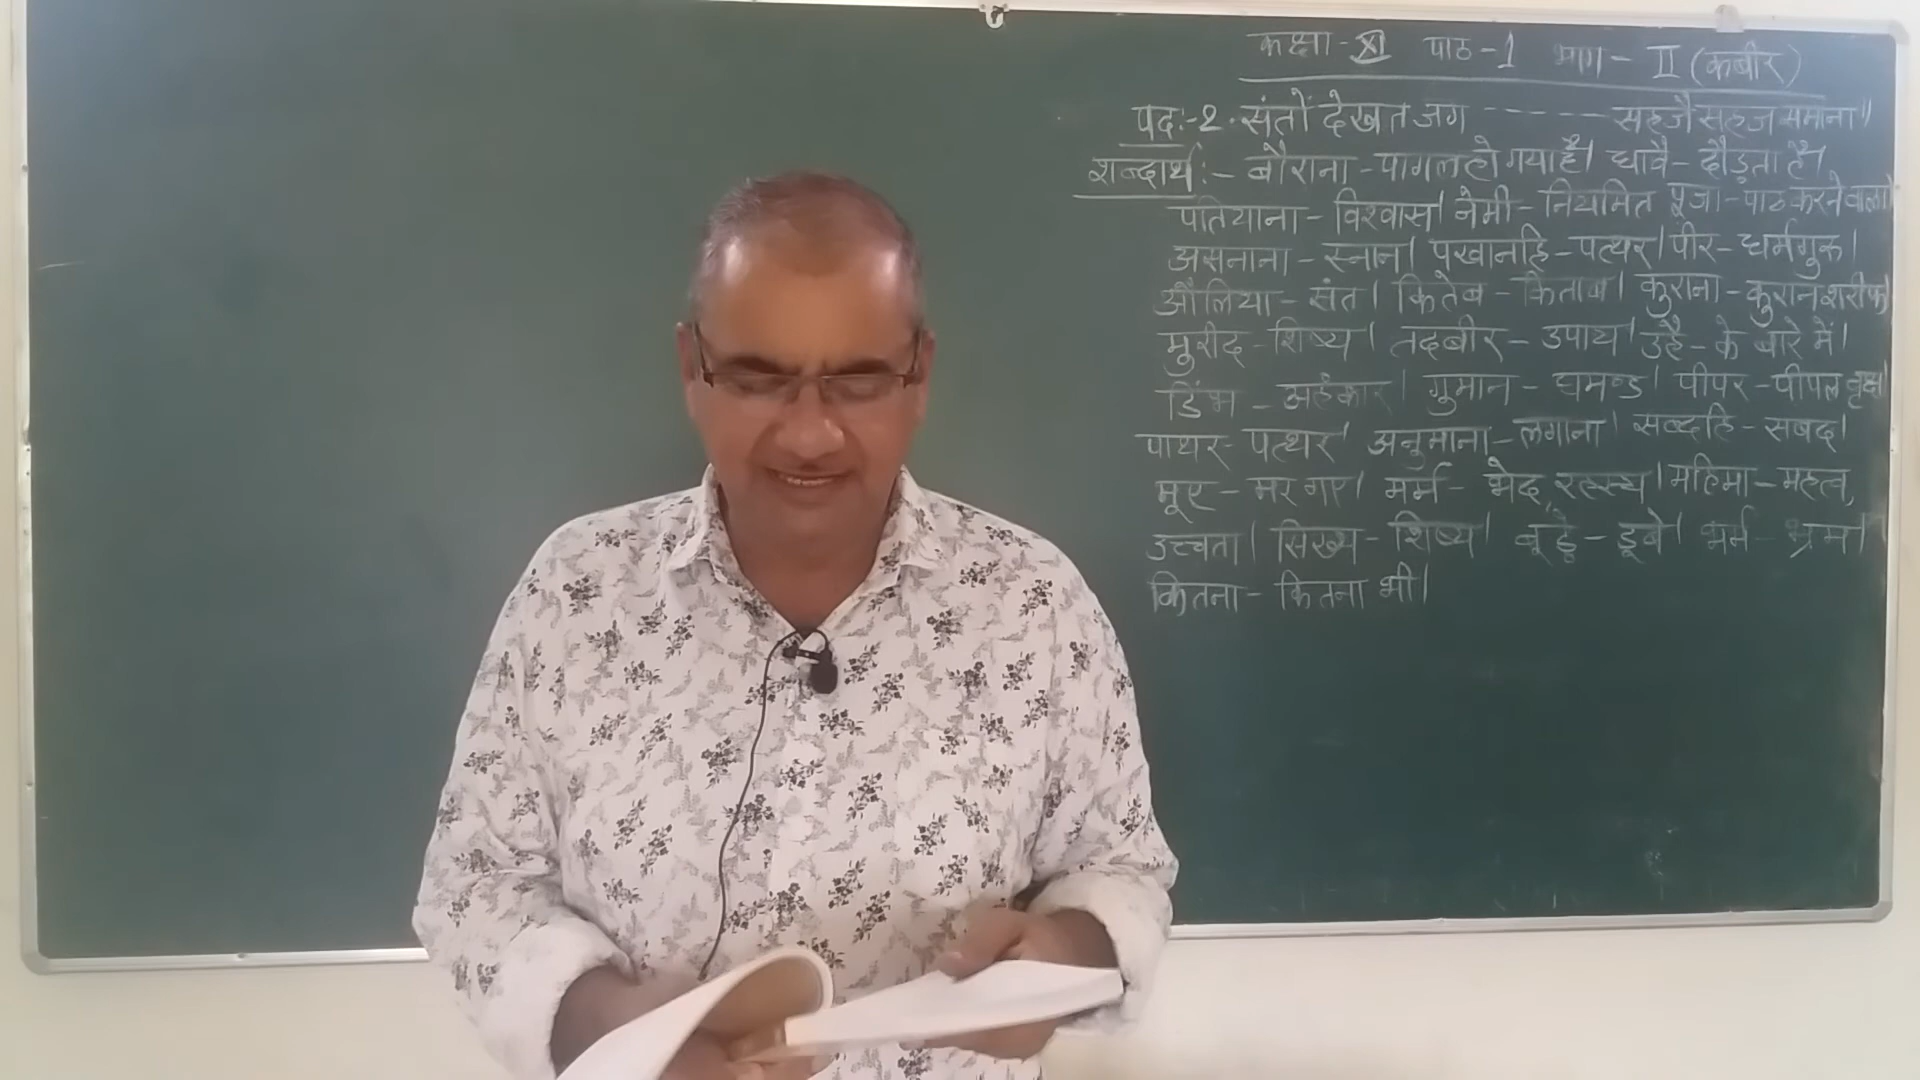 कक्षा-XI पाठ-1 भाग-II (कबीर)
पद:-2. संतों देखत जग ----- सहजै सहज समाना॥
शब्दार्थ:- बौराना-पागल हो गया है। धावै-दौड़ता है।
पतियाना-विश्वास। नेमी-नियमित पूजा-पाठ करने वाला।
असनाना-स्नान। पखानहि-पत्थर। पीर-धर्मगुरु।
औलिया-संत। कितेब-किताब। कुराना-कुरान शरीफ।
मुरीद-शिष्य। तदबीर-उपाय। उहै-के बारे में।
डिंभ-अहंकार। गुमान-घमण्ड। पीपर-पीपल वृक्ष।
पाथर-पत्थर। अनुमाना-लगाना। सब्दहि-सबद।
मूए-मर गए। मर्म-भेद, रहस्य। महिमा-महत्व,
उच्चता। सिख्य-शिष्य। बूड़े-डूबे। भर्म-भ्रम।
कितना-कितना भी।